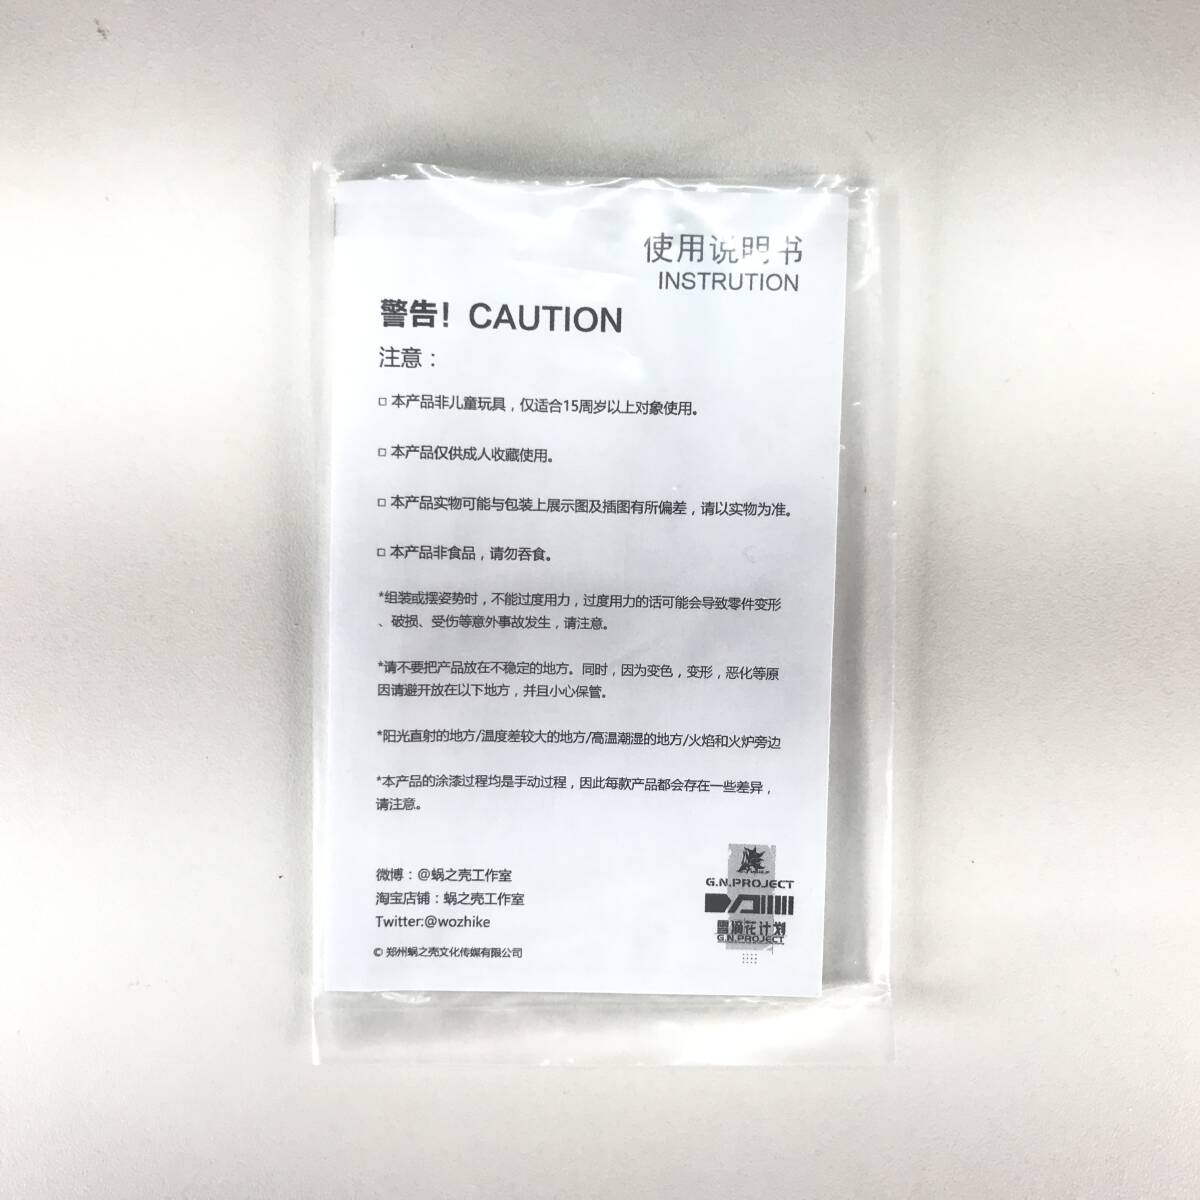 使用说明书
INSTRUTION
警告! CAUTION
注意：
□ 本产品非儿童玩具，仅适合15周岁以上对象使用。
□ 本产品仅供成人收藏使用。
□ 本产品实物可能与包装上展示图及插图有所偏差，请以实物为准。
□ 本产品非食品，请勿吞食。
*组装或摆姿势时，不能过度用力，过度用力的话可能会导致零件变形
、破损、受伤等意外事故发生，请注意。
*请不要把产品放在不稳定的地方。同时，因为变色，变形，恶化等原
因请避开放在以下地方，并且小心保管。
*阳光直射的地方/温度差较大的地方/高温潮湿的地方/火焰和火炉旁边
*本产品的涂漆过程均是手动过程，因此每款产品都会存在一些差异，
请注意。
微博：@蜗之壳工作室
淘宝店铺：蜗之壳工作室
Twitter:@wozhike
© 郑州蜗之壳文化传媒有限公司
G.N.PROJECT
雪滴花计划
G.N.PROJECT